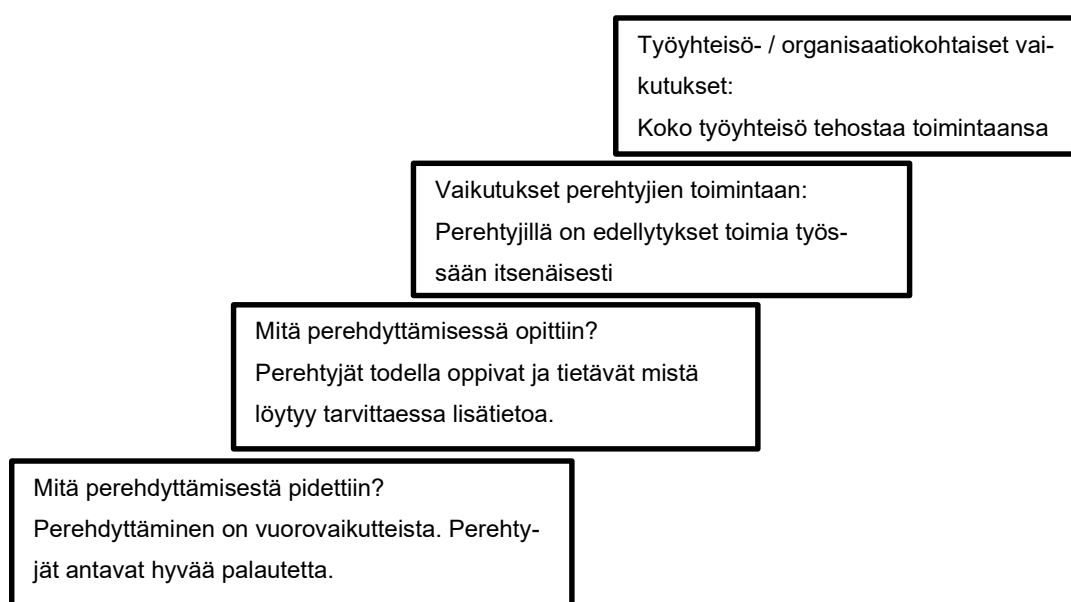 Työyhteisö- / organisaatiokohtaiset vai-
kutukset:
Koko työyhteisö tehostaa toimintaansa
Vaikutukset perehtyjien toimintaan:
Perehtyjillä on edellytykset toimia työs-
sään itsenäisesti
Mitä perehdyttämisessä opittiin?
Perehtyjät todella oppivat ja tietävät mistä
löytyy tarvittaessa lisätietoa.
Mitä perehdyttämisestä pidettiin?
Perehdyttäminen on vuorovaikutteista. Perehty-
jät antavat hyvää palautetta.